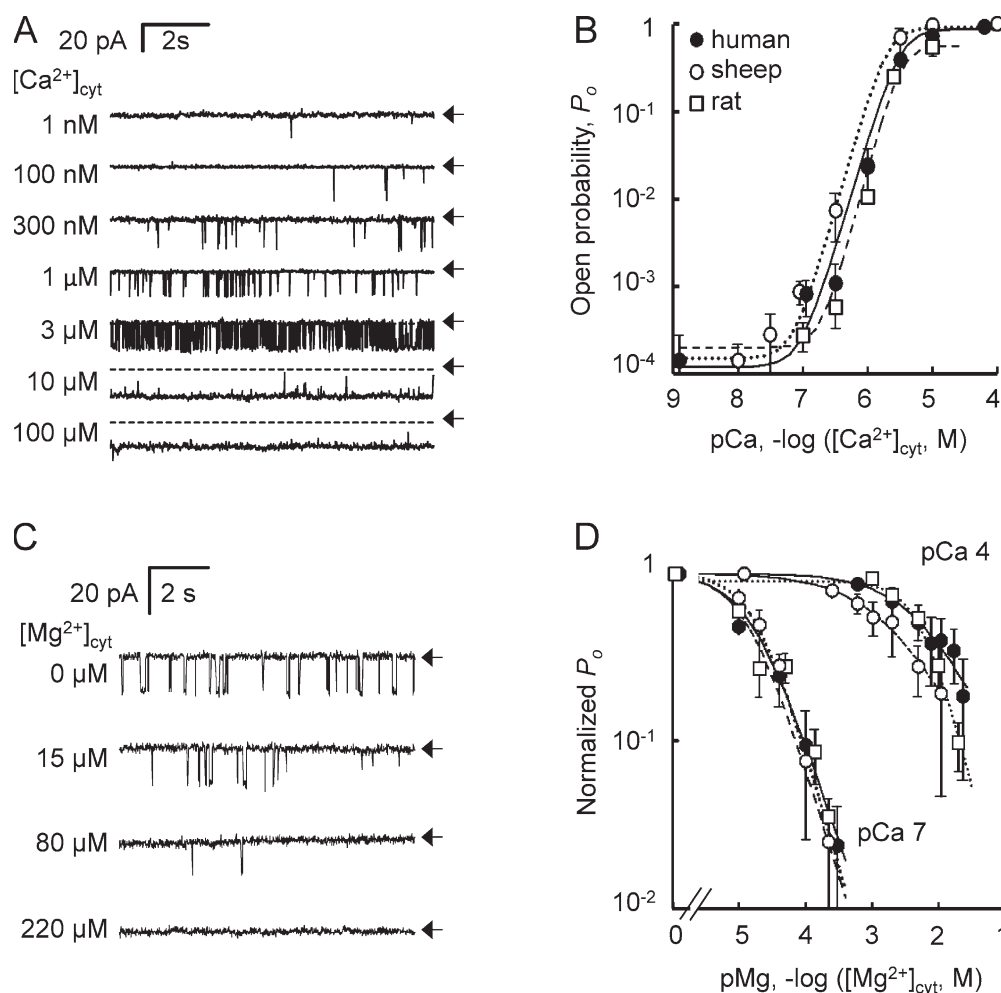 A
20 pA 2s
[Ca²⁺]cyt
1 nM
100 nM
300 nM
1 µM
3 µM
10 µM
100 µM
B
Open probability, Po
1
10⁻¹
10⁻²
10⁻³
10⁻⁴
human
sheep
rat
9 8 7 6 5 4
pCa, -log ([Ca²⁺]cyt, M)
C
20 pA 2 s
[Mg²⁺]cyt
0 µM
15 µM
80 µM
220 µM
D
Normalized Po
1
10⁻¹
10⁻²
pCa 4
pCa 7
0 5 4 3 2 1
pMg, -log ([Mg²⁺]cyt, M)